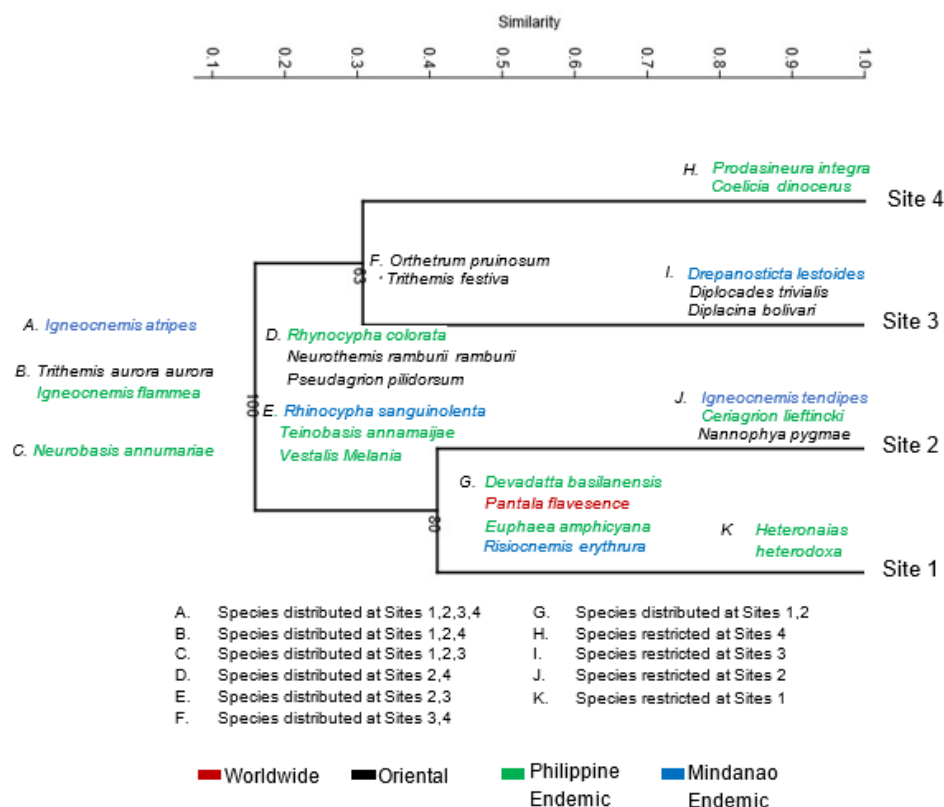 Similarity
0.1 0.2 0.3 0.4 0.5 0.6 0.7 0.8 0.9 1.0
H. Prodasineura integra
Coelicia dinocerus
Site 4
F. Orthetrum pruinosum
Trithemis festiva
63
I. Drepanosticta lestoides
Diplocades trivialis
Diplacina bolivari
Site 3
A. Igneocnemis atripes
B. Trithemis aurora aurora
Igneocnemis flammea
C. Neurobasis annumariae
D. Rhynocypha colorata
Neurothemis ramburii ramburii
Pseudagrion pilidorsum
100
E. Rhinocypha sanguinolenta
Teinobasis annamaijae
Vestalis Melania
J. Igneocnemis tendipes
Ceriagrion lieftincki
Nannophya pygmae
Site 2
G. Devadatta basilanensis
Pantala flavesence
Euphaea amphicyana
Risiocnemis erythrura
80
K Heteronaias
heterodoxa
Site 1
A. Species distributed at Sites 1,2,3,4
B. Species distributed at Sites 1,2,4
C. Species distributed at Sites 1,2,3
D. Species distributed at Sites 2,4
E. Species distributed at Sites 2,3
F. Species distributed at Sites 3,4
G. Species distributed at Sites 1,2
H. Species restricted at Sites 4
I. Species restricted at Sites 3
J. Species restricted at Sites 2
K. Species restricted at Sites 1
Worldwide
Oriental
Philippine
Endemic
Mindanao
Endemic